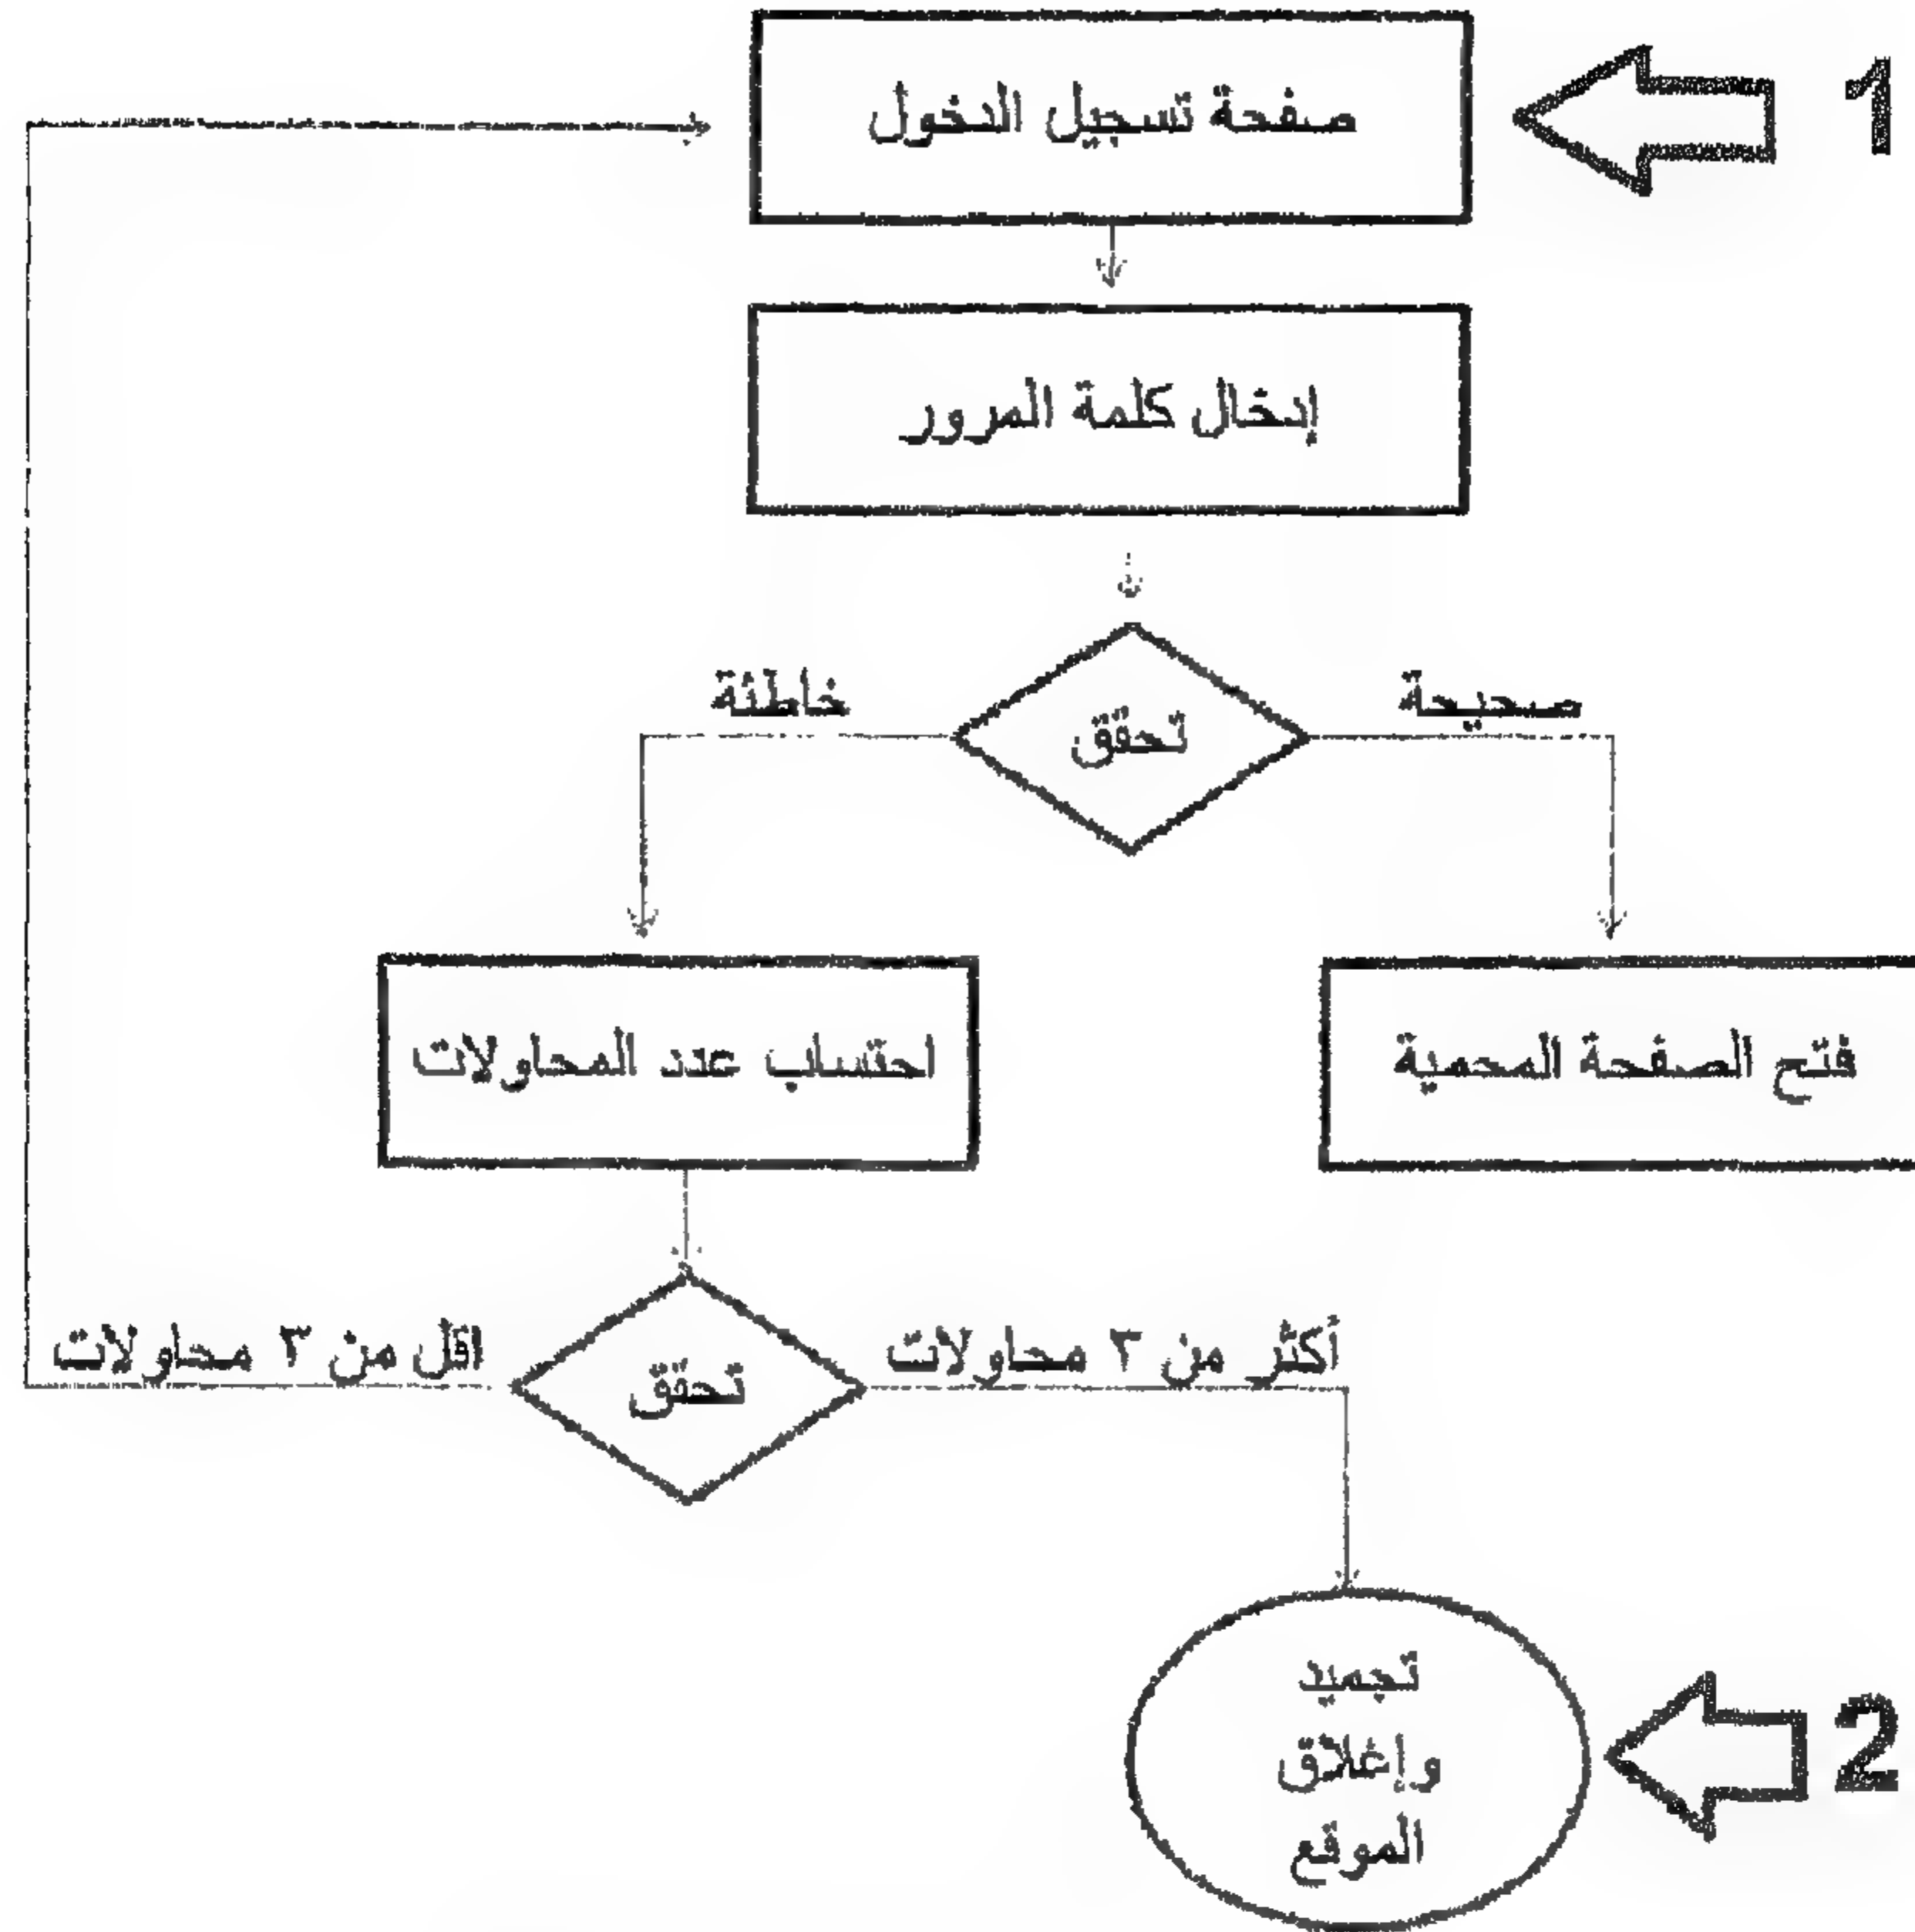 صفحة تسجيل الدخول
1
إدخال كلمة المرور
تحقق
صحيحة
خاطئة
فتح الصفحة المحمية
احتساب عدد المحاولات
تحقق
أكثر من ٣ محاولات
اقل من ٣ محاولات
تجميد
وإغلاق
الموقع
2